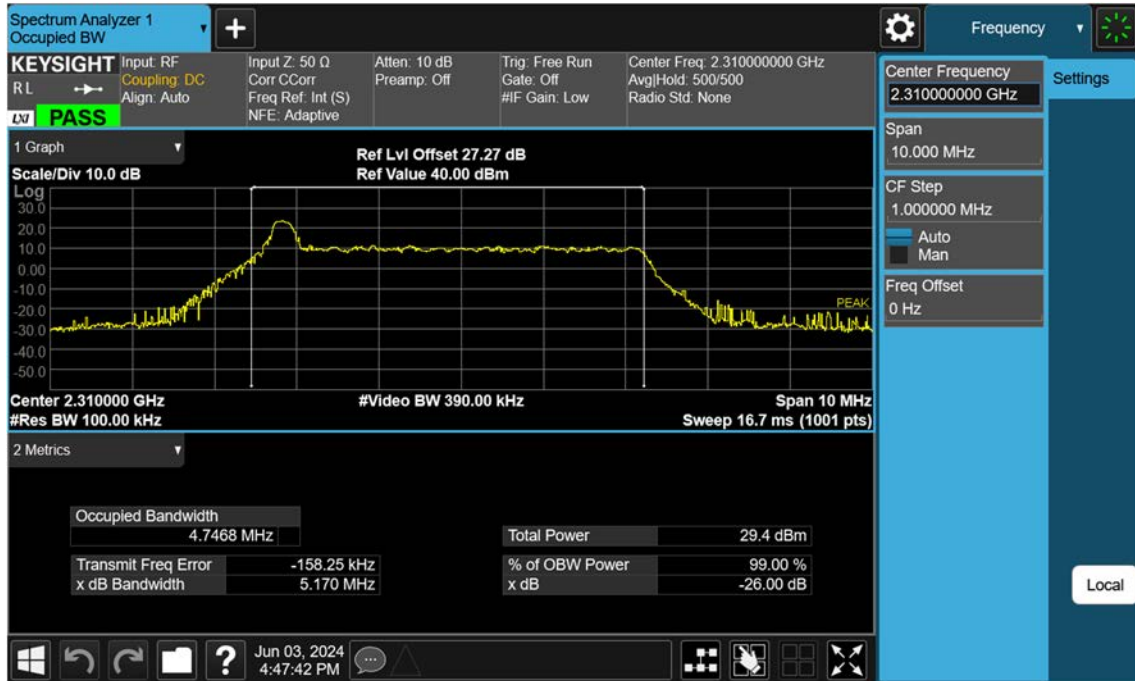 Spectrum Analyzer 1
Occupied BW
+
Frequency
KEYSIGHT
RL
LXI PASS
Input: RF
Coupling: DC
Align: Auto
Input Z: 50 Ω
Corr CCorr
Freq Ref: Int (S)
NFE: Adaptive
Atten: 10 dB
Preamp: Off
Trig: Free Run
Gate: Off
#IF Gain: Low
Center Freq: 2.310000000 GHz
Avg|Hold: 500/500
Radio Std: None
1 Graph
Scale/Div 10.0 dB
Ref Lvl Offset 27.27 dB
Ref Value 40.00 dBm
Log
30.0
20.0
10.0
0.00
-10.0
-20.0
-30.0
-40.0
-50.0
PEAK
Center 2.310000 GHz
#Video BW 390.00 kHz
Span 10 MHz
#Res BW 100.00 kHz
Sweep 16.7 ms (1001 pts)
2 Metrics
Occupied Bandwidth
4.7468 MHz
Total Power 29.4 dBm
Transmit Freq Error -158.25 kHz
% of OBW Power 99.00 %
x dB Bandwidth 5.170 MHz
x dB -26.00 dB
?
Jun 03, 2024
4:47:42 PM
Center Frequency
2.310000000 GHz
Settings
Span
10.000 MHz
CF Step
1.000000 MHz
Auto
Man
Freq Offset
0 Hz
Local